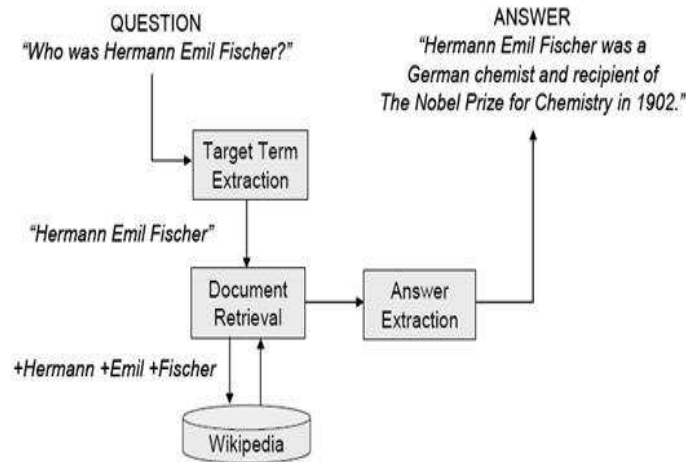 QUESTION
“Who was Hermann Emil Fischer?”
ANSWER
“Hermann Emil Fischer was a
German chemist and recipient of
The Nobel Prize for Chemistry in 1902.”
Target Term
Extraction
“Hermann Emil Fischer”
Document
Retrieval
Answer
Extraction
+Hermann +Emil +Fischer
Wikipedia